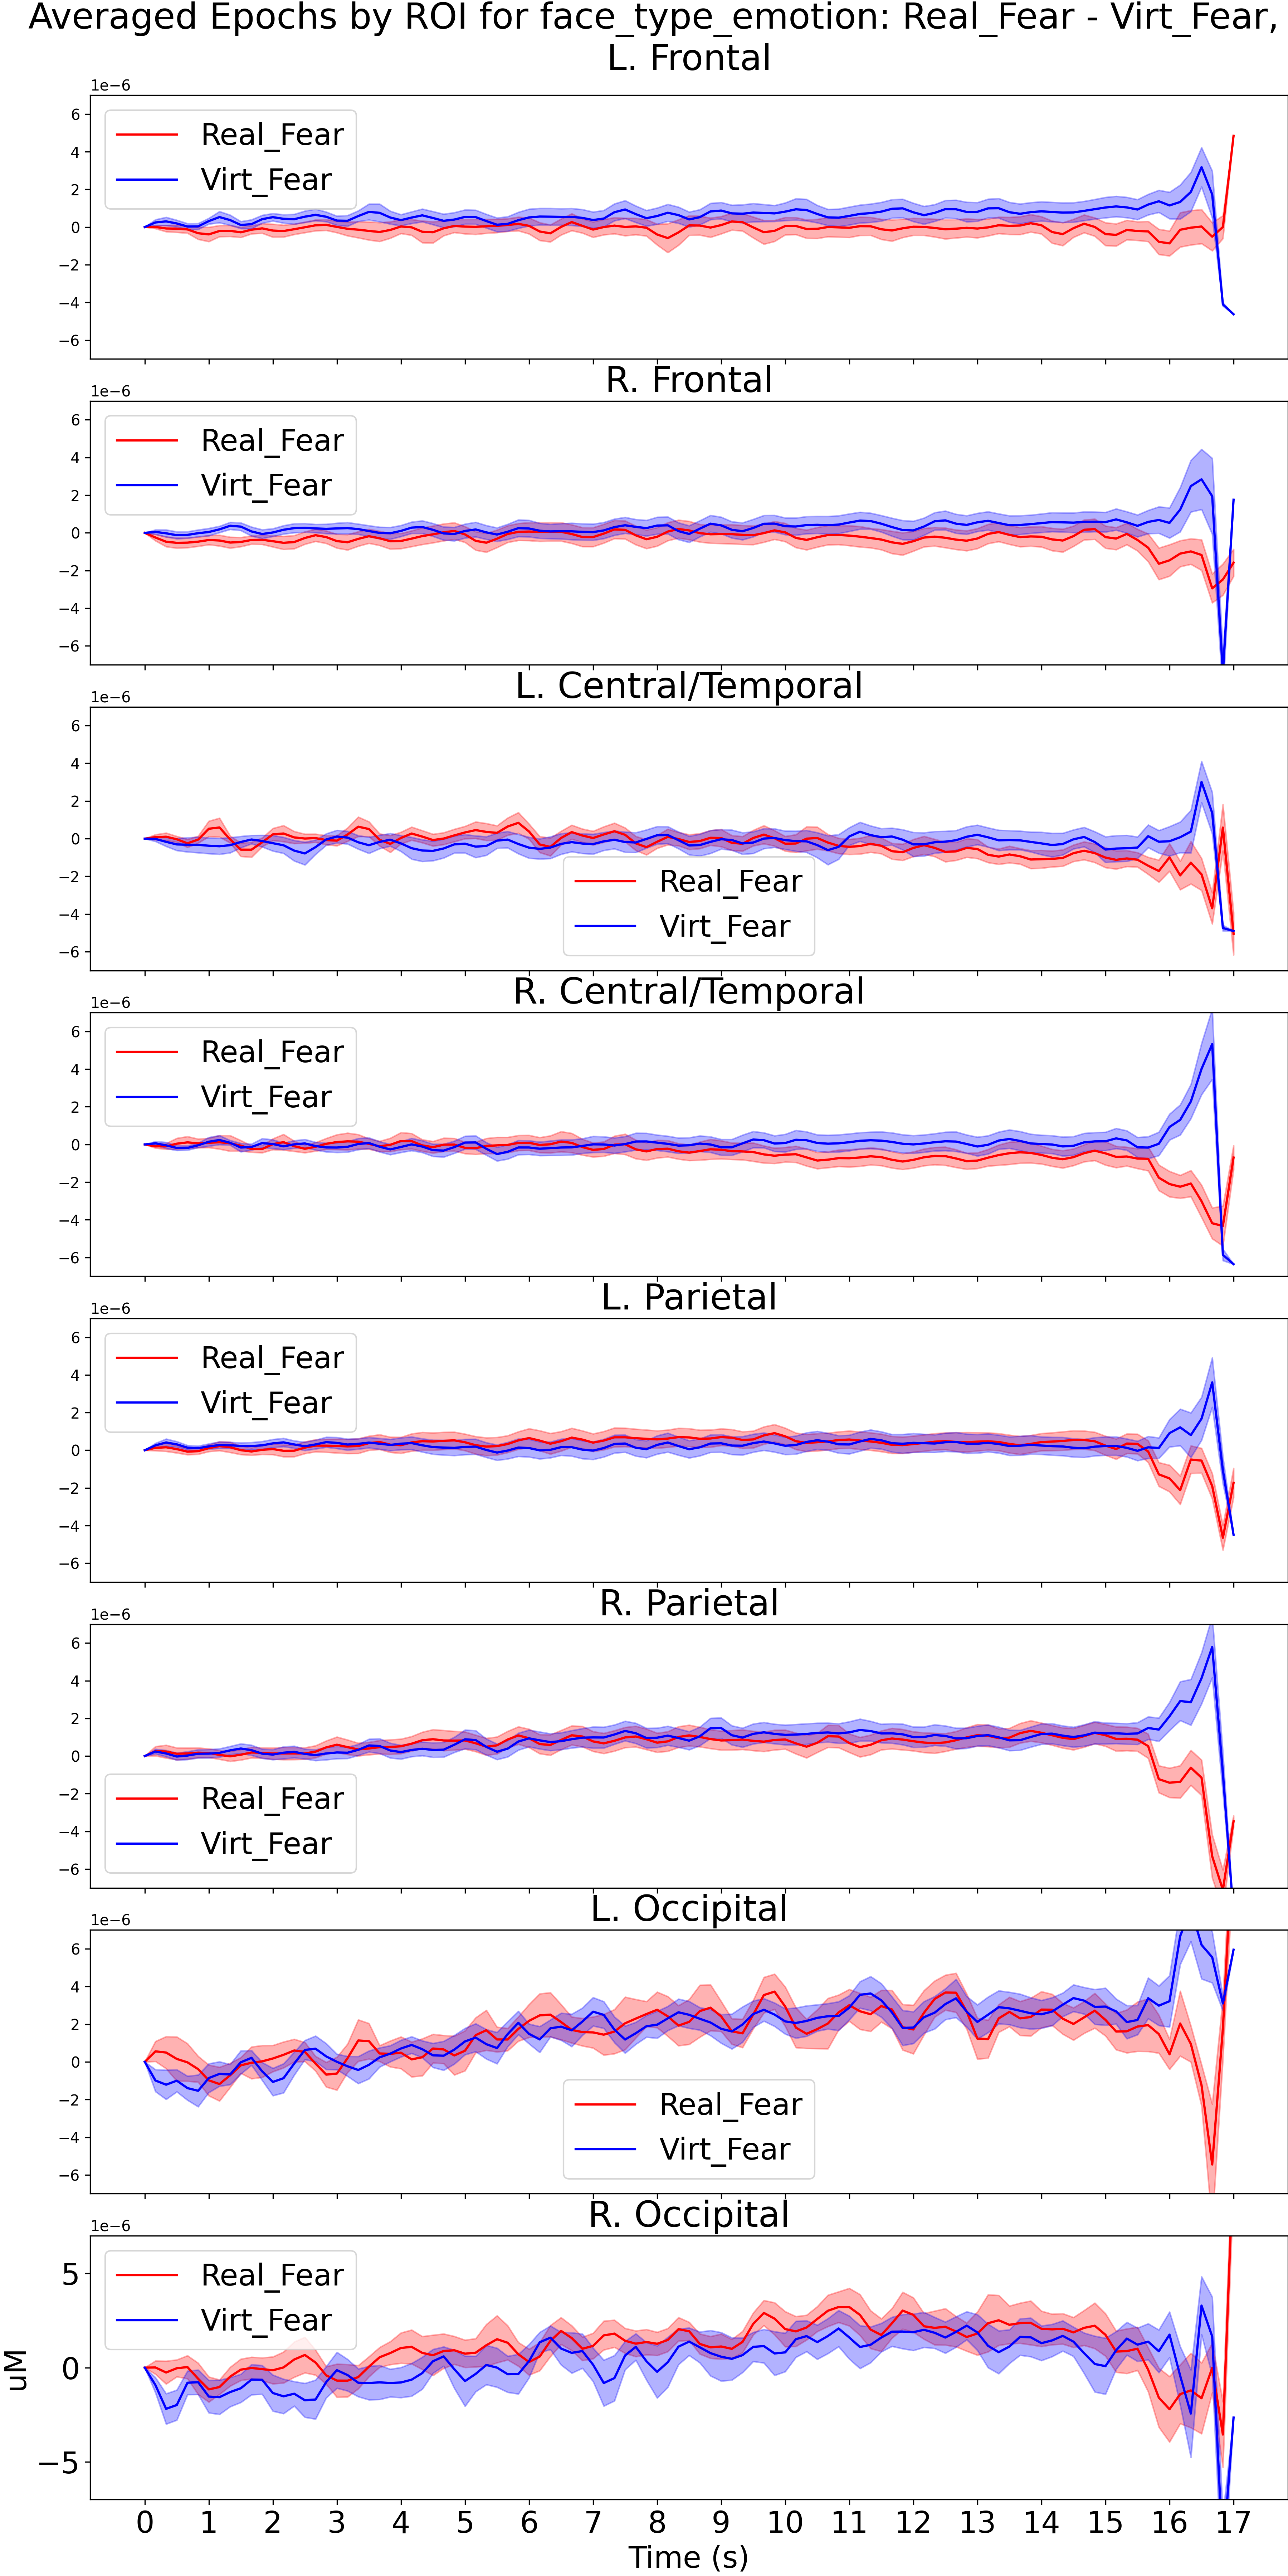 Averaged Epochs by ROI for face_type_emotion: Real_Fear - Virt_Fear,
L. Frontal
1e−6
Real_Fear
Virt_Fear
6
4
2
0
−2
−4
−6
R. Frontal
1e−6
Real_Fear
Virt_Fear
6
4
2
0
−2
−4
−6
L. Central/Temporal
1e−6
6
4
2
0
−2
−4
−6
Real_Fear
Virt_Fear
R. Central/Temporal
1e−6
Real_Fear
Virt_Fear
6
4
2
0
−2
−4
−6
L. Parietal
1e−6
Real_Fear
Virt_Fear
6
4
2
0
−2
−4
−6
R. Parietal
1e−6
6
4
2
0
−2
−4
−6
Real_Fear
Virt_Fear
L. Occipital
1e−6
6
4
2
0
−2
−4
−6
Real_Fear
Virt_Fear
R. Occipital
1e−6
Real_Fear
Virt_Fear
5
0
−5
uM
0 1 2 3 4 5 6 7 8 9 10 11 12 13 14 15 16 17
Time (s)